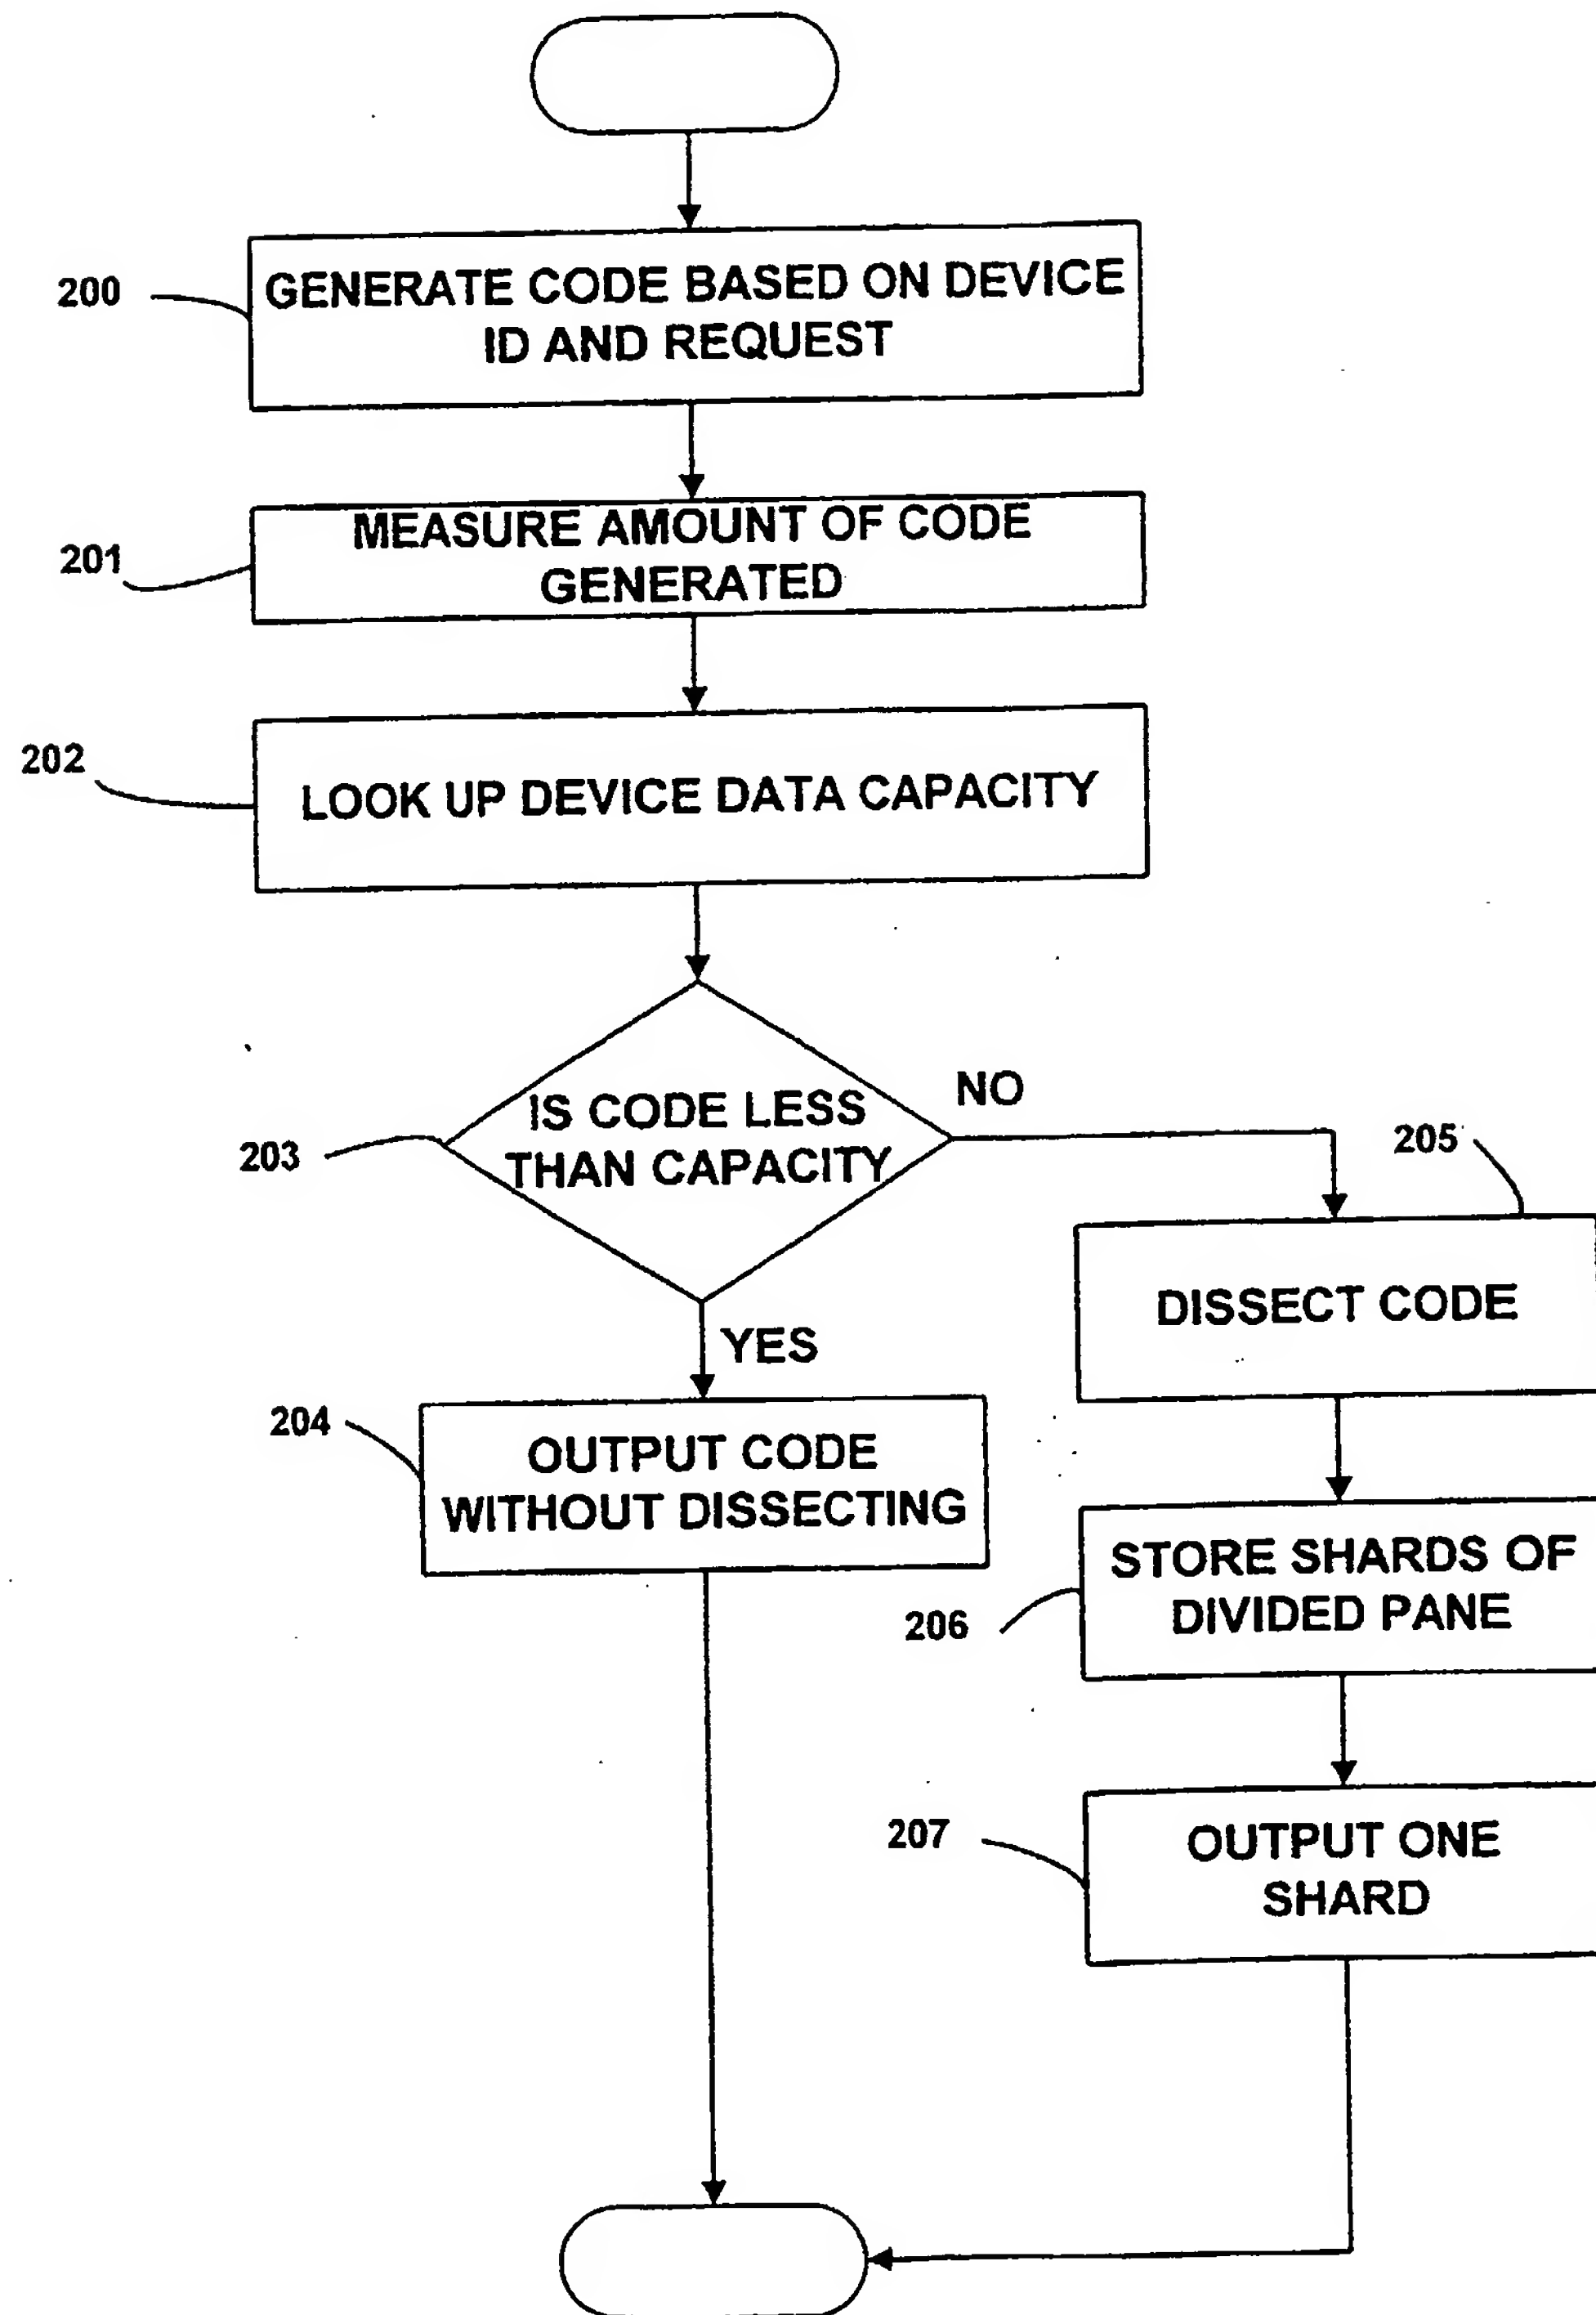 200
GENERATE CODE BASED ON DEVICE
ID AND REQUEST
201
MEASURE AMOUNT OF CODE
GENERATED
202
LOOK UP DEVICE DATA CAPACITY
203
IS CODE LESS
THAN CAPACITY
NO
YES
204
OUTPUT CODE
WITHOUT DISSECTING
205
DISSECT CODE
206
STORE SHARDS OF
DIVIDED PANE
207
OUTPUT ONE
SHARD